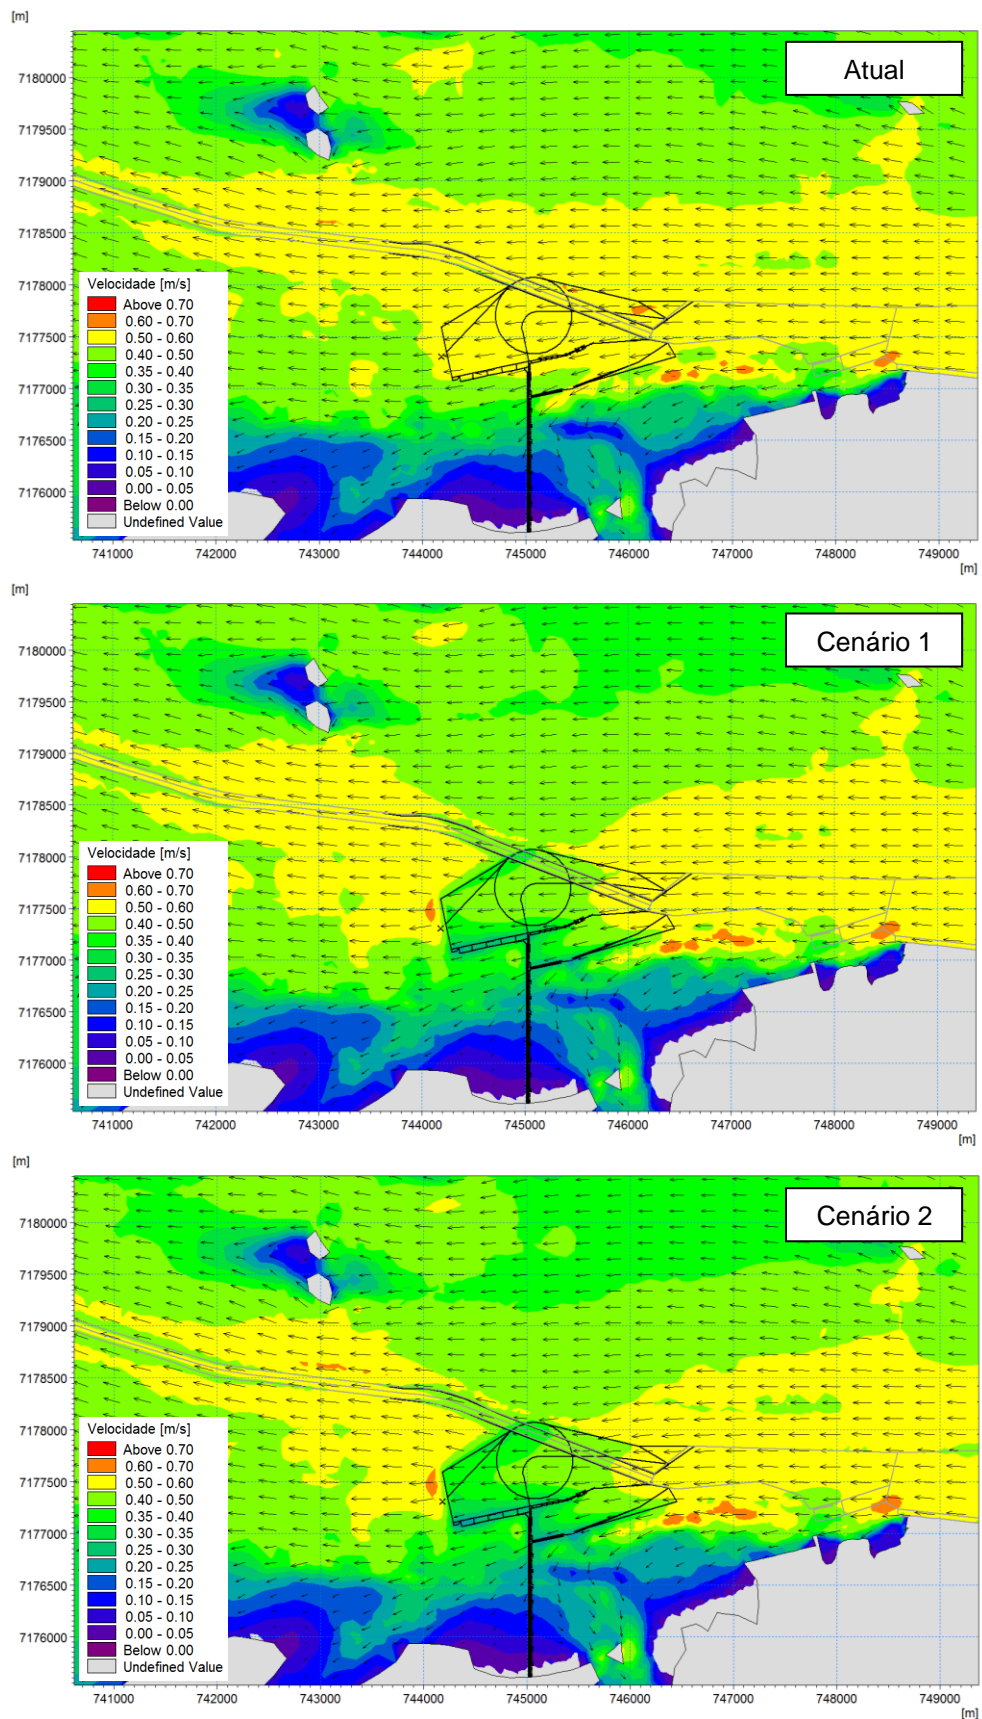 [m]
Atual
7180000
7179500
7179000
7178500
7178000
7177500
7177000
7176500
7176000
Velocidade [m/s]
Above 0.70
0.60 - 0.70
0.50 - 0.60
0.40 - 0.50
0.35 - 0.40
0.30 - 0.35
0.25 - 0.30
0.20 - 0.25
0.15 - 0.20
0.10 - 0.15
0.05 - 0.10
0.00 - 0.05
Below 0.00
Undefined Value
741000 742000 743000 744000 745000 746000 747000 748000 749000
[m]
[m]
Cenário 1
7180000
7179500
7179000
7178500
7178000
7177500
7177000
7176500
7176000
Velocidade [m/s]
Above 0.70
0.60 - 0.70
0.50 - 0.60
0.40 - 0.50
0.35 - 0.40
0.30 - 0.35
0.25 - 0.30
0.20 - 0.25
0.15 - 0.20
0.10 - 0.15
0.05 - 0.10
0.00 - 0.05
Below 0.00
Undefined Value
741000 742000 743000 744000 745000 746000 747000 748000 749000
[m]
[m]
Cenário 2
7180000
7179500
7179000
7178500
7178000
7177500
7177000
7176500
7176000
Velocidade [m/s]
Above 0.70
0.60 - 0.70
0.50 - 0.60
0.40 - 0.50
0.35 - 0.40
0.30 - 0.35
0.25 - 0.30
0.20 - 0.25
0.15 - 0.20
0.10 - 0.15
0.05 - 0.10
0.00 - 0.05
Below 0.00
Undefined Value
741000 742000 743000 744000 745000 746000 747000 748000 749000
[m]